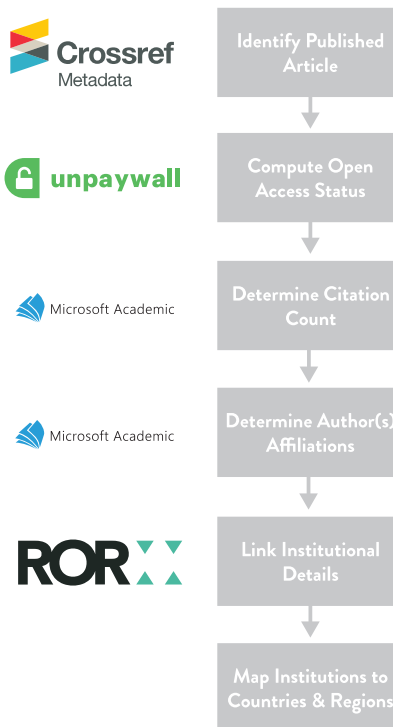 Crossref
Metadata
Identify Published
Article
unpaywall
Compute Open
Access Status
Microsoft Academic
Determine Citation
Count
Microsoft Academic
Determine Author(s)
Affiliations
ROR
Link Institutional
Details
Map Institutions to
Countries & Regions